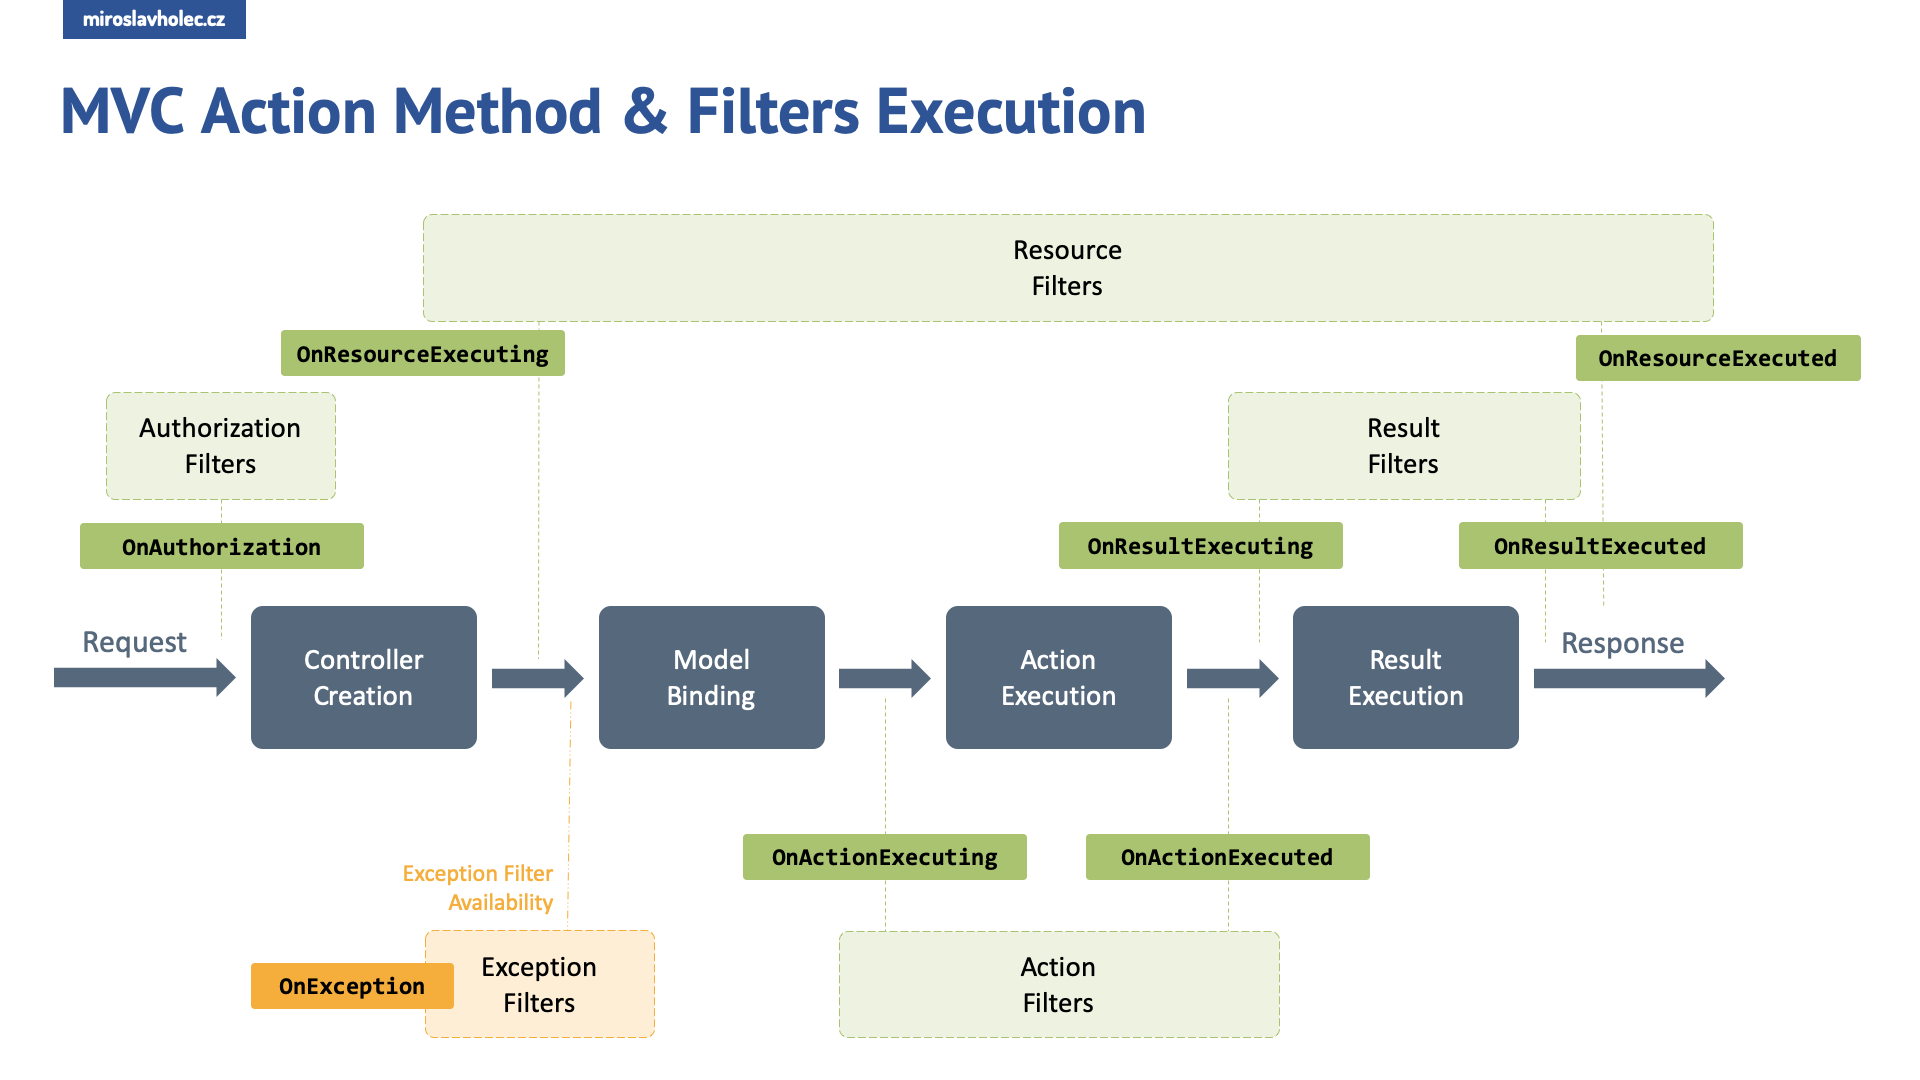 miroslavholec.cz
MVC Action Method & Filters Execution
Resource
Filters
OnResourceExecuting
OnResourceExecuted
Authorization
Filters
Result
Filters
OnAuthorization
OnResultExecuting
OnResultExecuted
Request
Controller
Creation
Model
Binding
Action
Execution
Result
Execution
Response
OnActionExecuting
OnActionExecuted
Exception Filter
Availability
OnException
Exception
Filters
Action
Filters